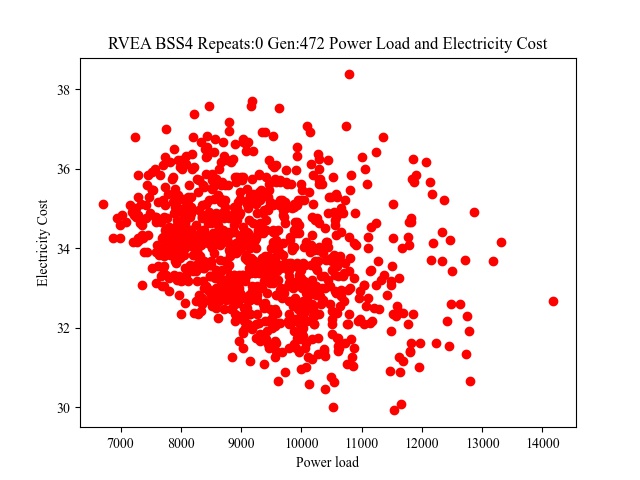 RVEA BSS4 Repeats:0 Gen:472 Power Load and Electricity Cost
38
36
34
32
30
Electricity Cost
7000 8000 9000 10000 11000 12000 13000 14000
Power load